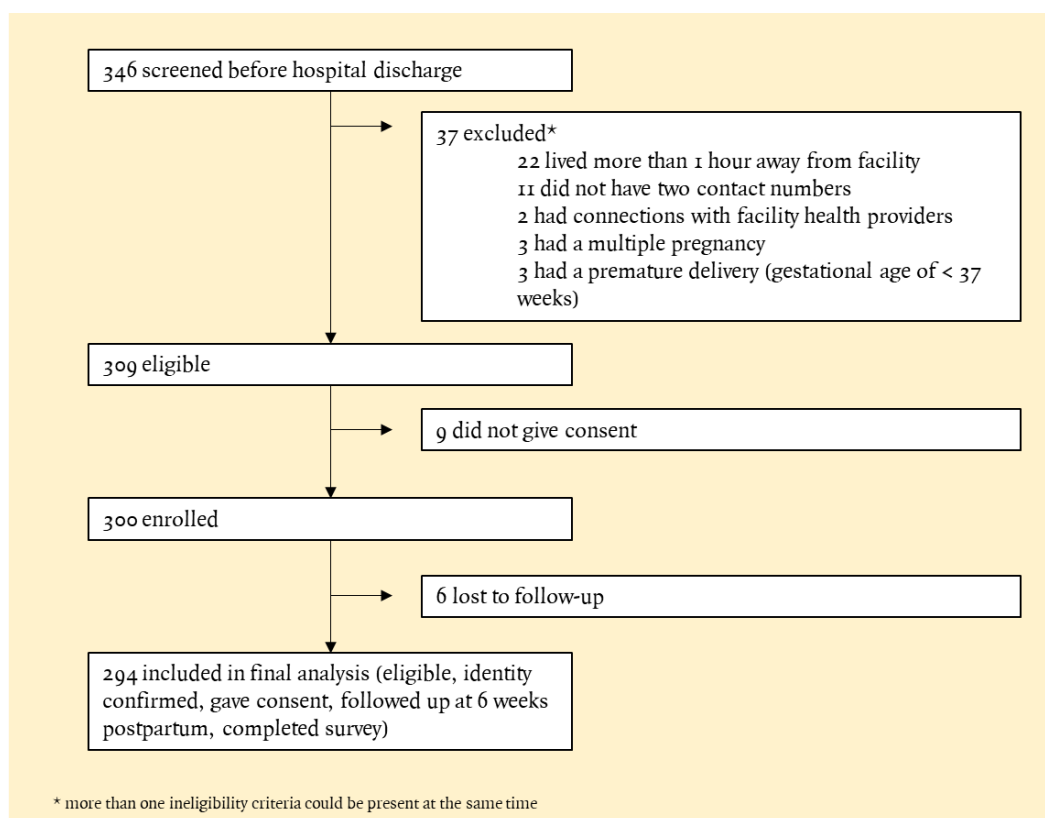 346 screened before hospital discharge
37 excluded*
22 lived more than 1 hour away from facility
11 did not have two contact numbers
2 had connections with facility health providers
3 had a multiple pregnancy
3 had a premature delivery (gestational age of < 37
weeks)
309 eligible
9 did not give consent
300 enrolled
6 lost to follow-up
294 included in final analysis (eligible, identity
confirmed, gave consent, followed up at 6 weeks
postpartum, completed survey)
* more than one ineligibility criteria could be present at the same time